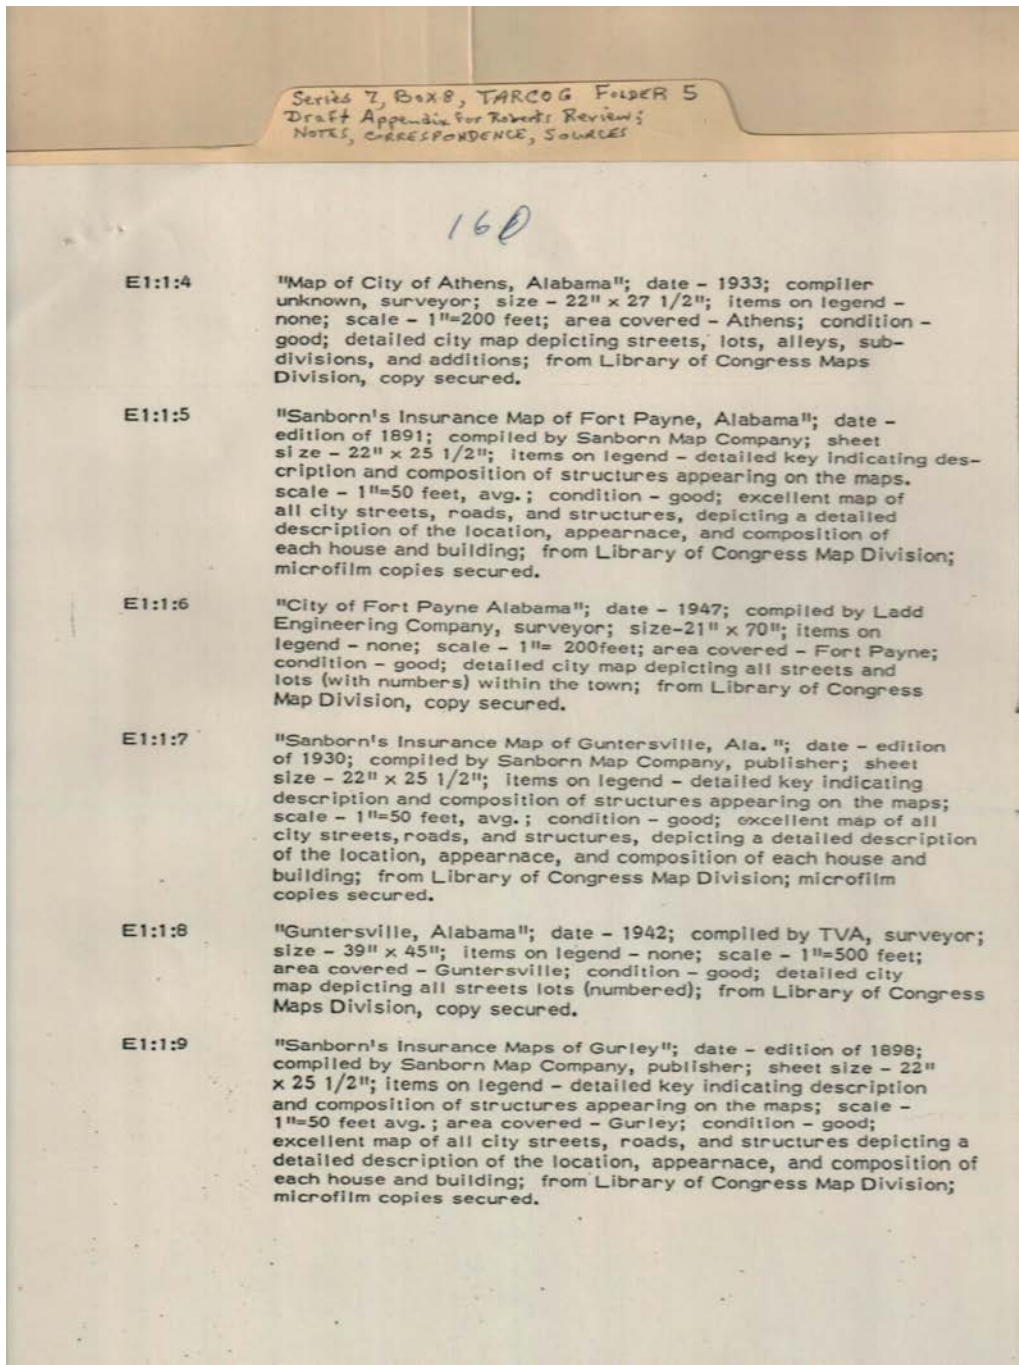 Series 7, Box 8, TARCOG Folder 5
Draft Appendix for Roberts Review;
Notes, Correspondence, Sources
160
E1:1:4 "Map of City of Athens, Alabama"; date - 1933; compiler
unknown, surveyor; size - 22" x 27 1/2"; items on legend -
none; scale - 1"=200 feet; area covered - Athens; condition -
good; detailed city map depicting streets, lots, alleys, sub-
divisions, and additions; from Library of Congress Maps
Division, copy secured.
E1:1:5 "Sanborn's Insurance Map of Fort Payne, Alabama"; date -
edition of 1891; compiled by Sanborn Map Company; sheet
size - 22" x 25 1/2"; items on legend - detailed key indicating des-
cription and composition of structures appearing on the maps.
scale - 1"=50 feet, avg.; condition - good; excellent map of
all city streets, roads, and structures, depicting a detailed
description of the location, appearnace, and composition of
each house and building; from Library of Congress Map Division;
microfilm copies secured.
E1:1:6 "City of Fort Payne Alabama"; date - 1947; compiled by Ladd
Engineering Company, surveyor; size-21" x 70"; items on
legend - none; scale - 1"= 200feet; area covered - Fort Payne;
condition - good; detailed city map depicting all streets and
lots (with numbers) within the town; from Library of Congress
Map Division, copy secured.
E1:1:7 "Sanborn's Insurance Map of Guntersville, Ala. "; date - edition
of 1930; compiled by Sanborn Map Company, publisher; sheet
size - 22" x 25 1/2"; items on legend - detailed key indicating
description and composition of structures appearing on the maps;
scale - 1"=50 feet, avg.; condition - good; excellent map of all
city streets, roads, and structures, depicting a detailed description
of the location, appearnace, and composition of each house and
building; from Library of Congress Map Division; microfilm
copies secured.
E1:1:8 "Guntersville, Alabama"; date - 1942; compiled by TVA, surveyor;
size - 39" x 45"; items on legend - none; scale - 1"=500 feet;
area covered - Guntersville; condition - good; detailed city
map depicting all streets lots (numbered); from Library of Congress
Maps Division, copy secured.
E1:1:9 "Sanborn's Insurance Maps of Gurley"; date - edition of 1898;
compiled by Sanborn Map Company, publisher; sheet size - 22"
x 25 1/2"; items on legend - detailed key indicating description
and composition of structures appearing on the maps; scale -
1"=50 feet avg.; area covered - Gurley; condition - good;
excellent map of all city streets, roads, and structures depicting a
detailed description of the location, appearnace, and composition of
each house and building; from Library of Congress Map Division;
microfilm copies secured.